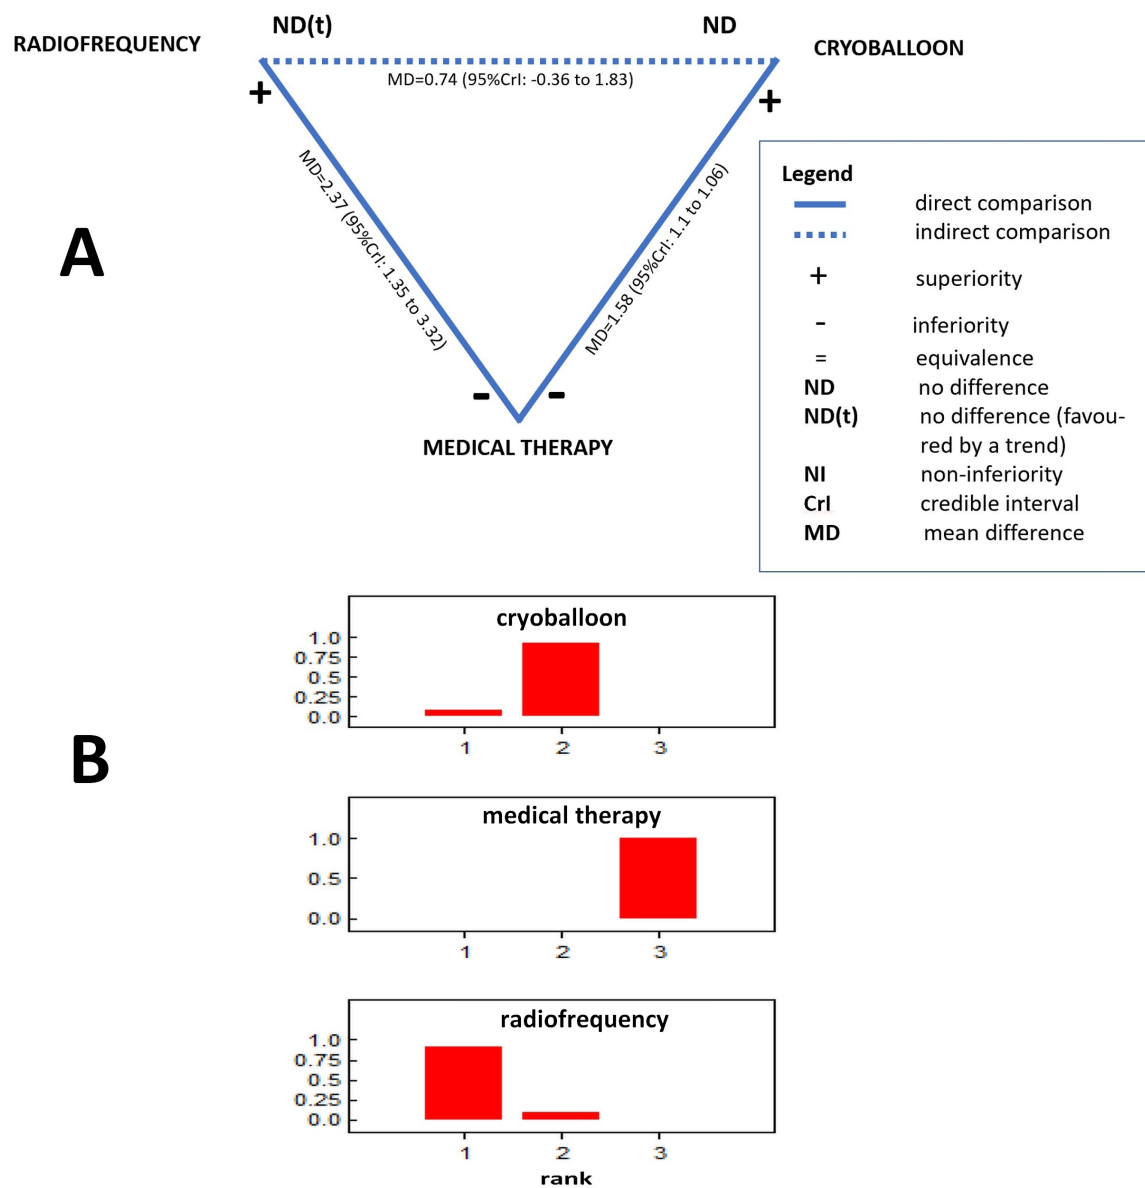 ND(t)
ND
RADIOFREQUENCY
CRYOBALLOON
MD=0.74 (95%CrI: -0.36 to 1.83)
+
+
MD=2.37 (95%CrI: 1.35 to 3.32)
MD=1.58 (95%CrI: 1.1 to 1.06)
-
-
MEDICAL THERAPY
A
Legend
direct comparison
indirect comparison
+ superiority
- inferiority
= equivalence
ND no difference
ND(t) no difference (favou-
red by a trend)
NI non-inferiority
CrI credible interval
MD mean difference
B
cryoballoon
1.0
0.75
0.5
0.25
0.0
1 2 3
medical therapy
1.0
0.5
0.0
1 2 3
radiofrequency
1.0
0.75
0.5
0.25
0.0
1 2 3
rank